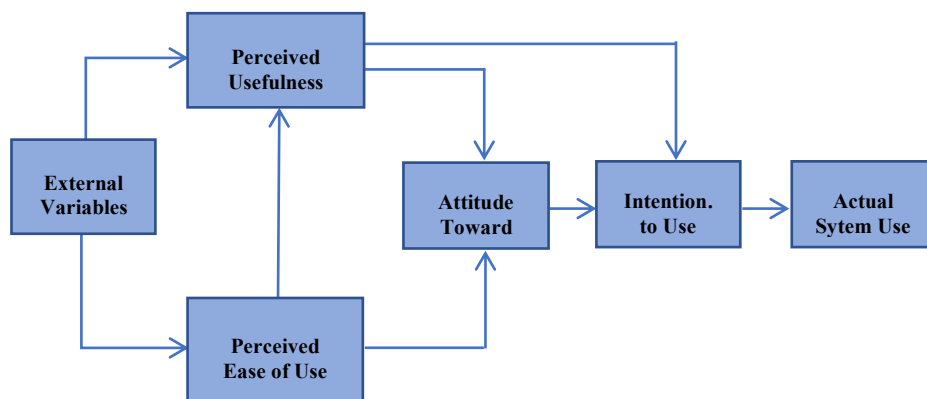 Perceived
Usefulness
External
Variables
Attitude
Toward
Intention.
to Use
Actual
Sytem Use
Perceived
Ease of Use